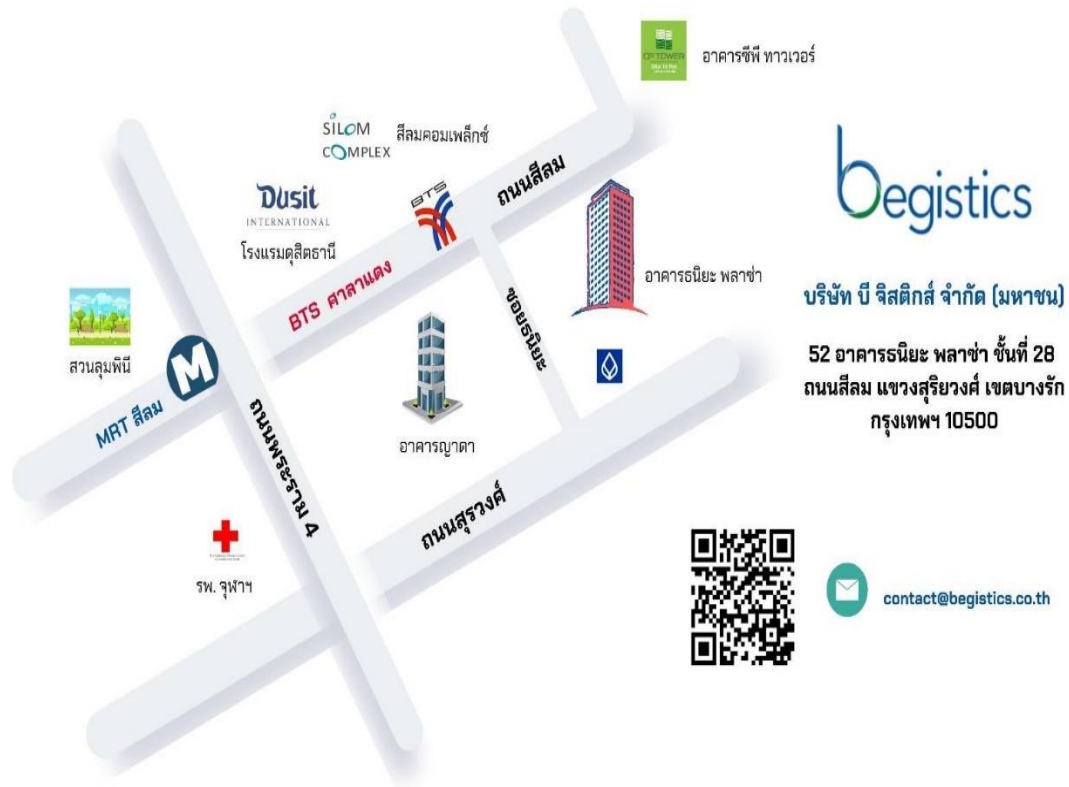 CP TOWER
อาคารซีพี ทาวเวอร์
SILOM
COMPLEX
สีลมคอมเพล็กซ์
Dusit
INTERNATIONAL
โรงแรมดุสิตธานี
BTS
ถนนสีลม
BTS ศาลาแดง
อาคารธนิยะ พลาซ่า
ซอยธนิยะ
สวนลุมพินี
M
MRT สีลม
อาคารญาดา
ถนนพระราม 4
ถนนสุรวงศ์
รพ. จุฬาฯ
begistics
บริษัท บี จิสติกส์ จำกัด (มหาชน)
52 อาคารธนิยะ พลาซ่า ชั้นที่ 28
ถนนสีลม แขวงสุริยวงศ์ เขตบางรัก
กรุงเทพฯ 10500
contact@begistics.co.th